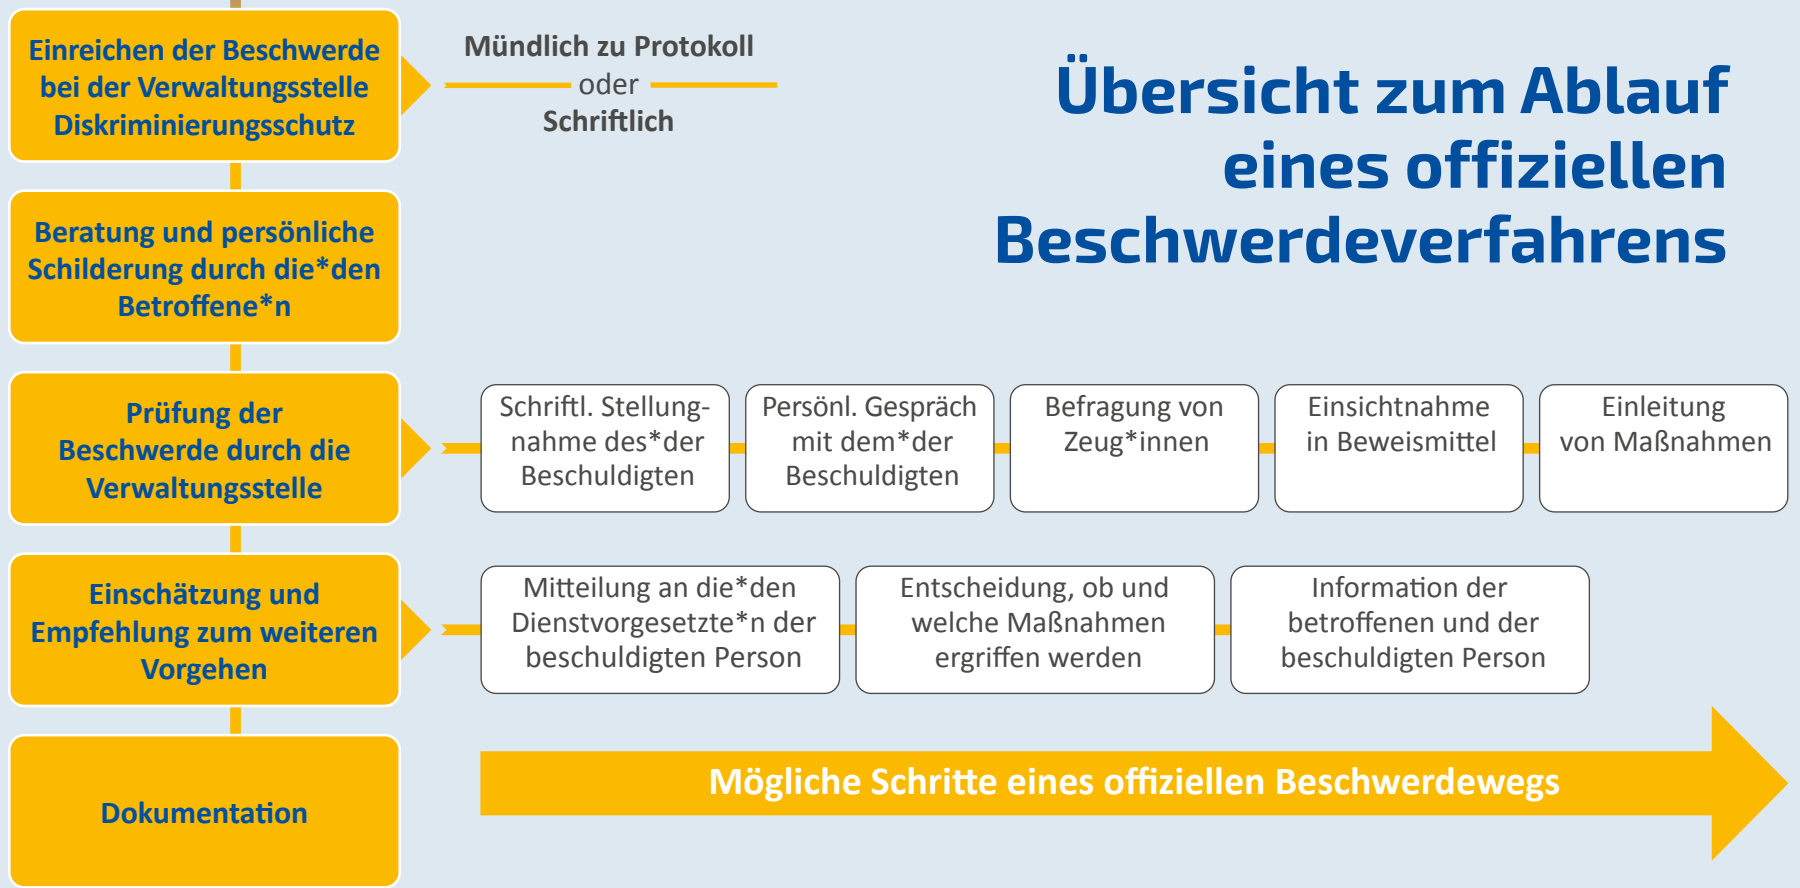 Übersicht zum Ablauf
eines offiziellen
Beschwerdeverfahrens
Einreichen der Beschwerde
bei der Verwaltungsstelle
Diskriminierungsschutz
Mündlich zu Protokoll
oder
Schriftlich
Beratung und persönliche
Schilderung durch die*den
Betroffene*n
Prüfung der
Beschwerde durch die
Verwaltungsstelle
Schriftl. Stellung-
nahme des*der
Beschuldigten
Persönl. Gespräch
mit dem*der
Beschuldigten
Befragung von
Zeug*innen
Einsichtnahme
in Beweismittel
Einleitung
von Maßnahmen
Einschätzung und
Empfehlung zum weiteren
Vorgehen
Mitteilung an die*den
Dienstvorgesetzte*n der
beschuldigten Person
Entscheidung, ob und
welche Maßnahmen
ergriffen werden
Information der
betroffenen und der
beschuldigten Person
Dokumentation
Mögliche Schritte eines offiziellen Beschwerdewegs